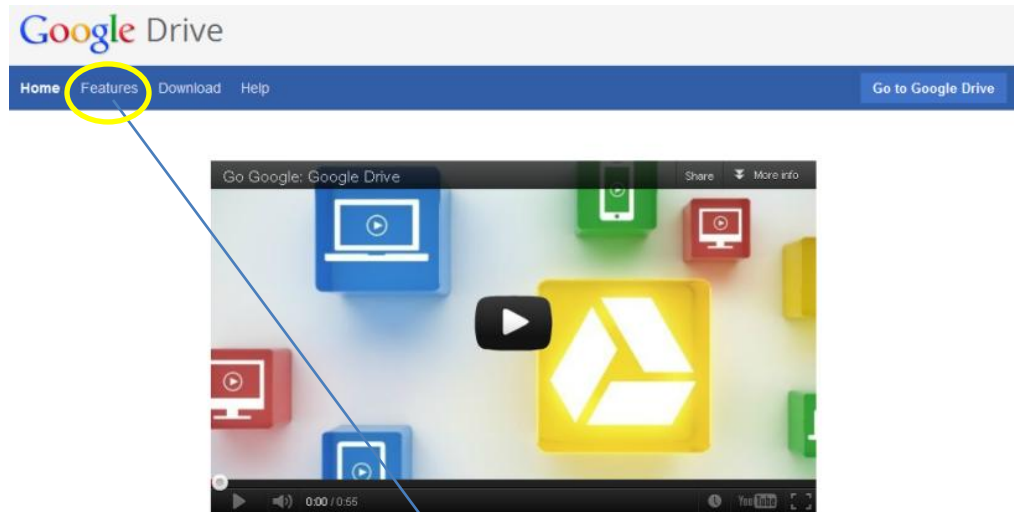 Google Drive
Home Features Download Help Go to Google Drive
Go Google: Google Drive Share More info
0:00 / 0:55 YouTube